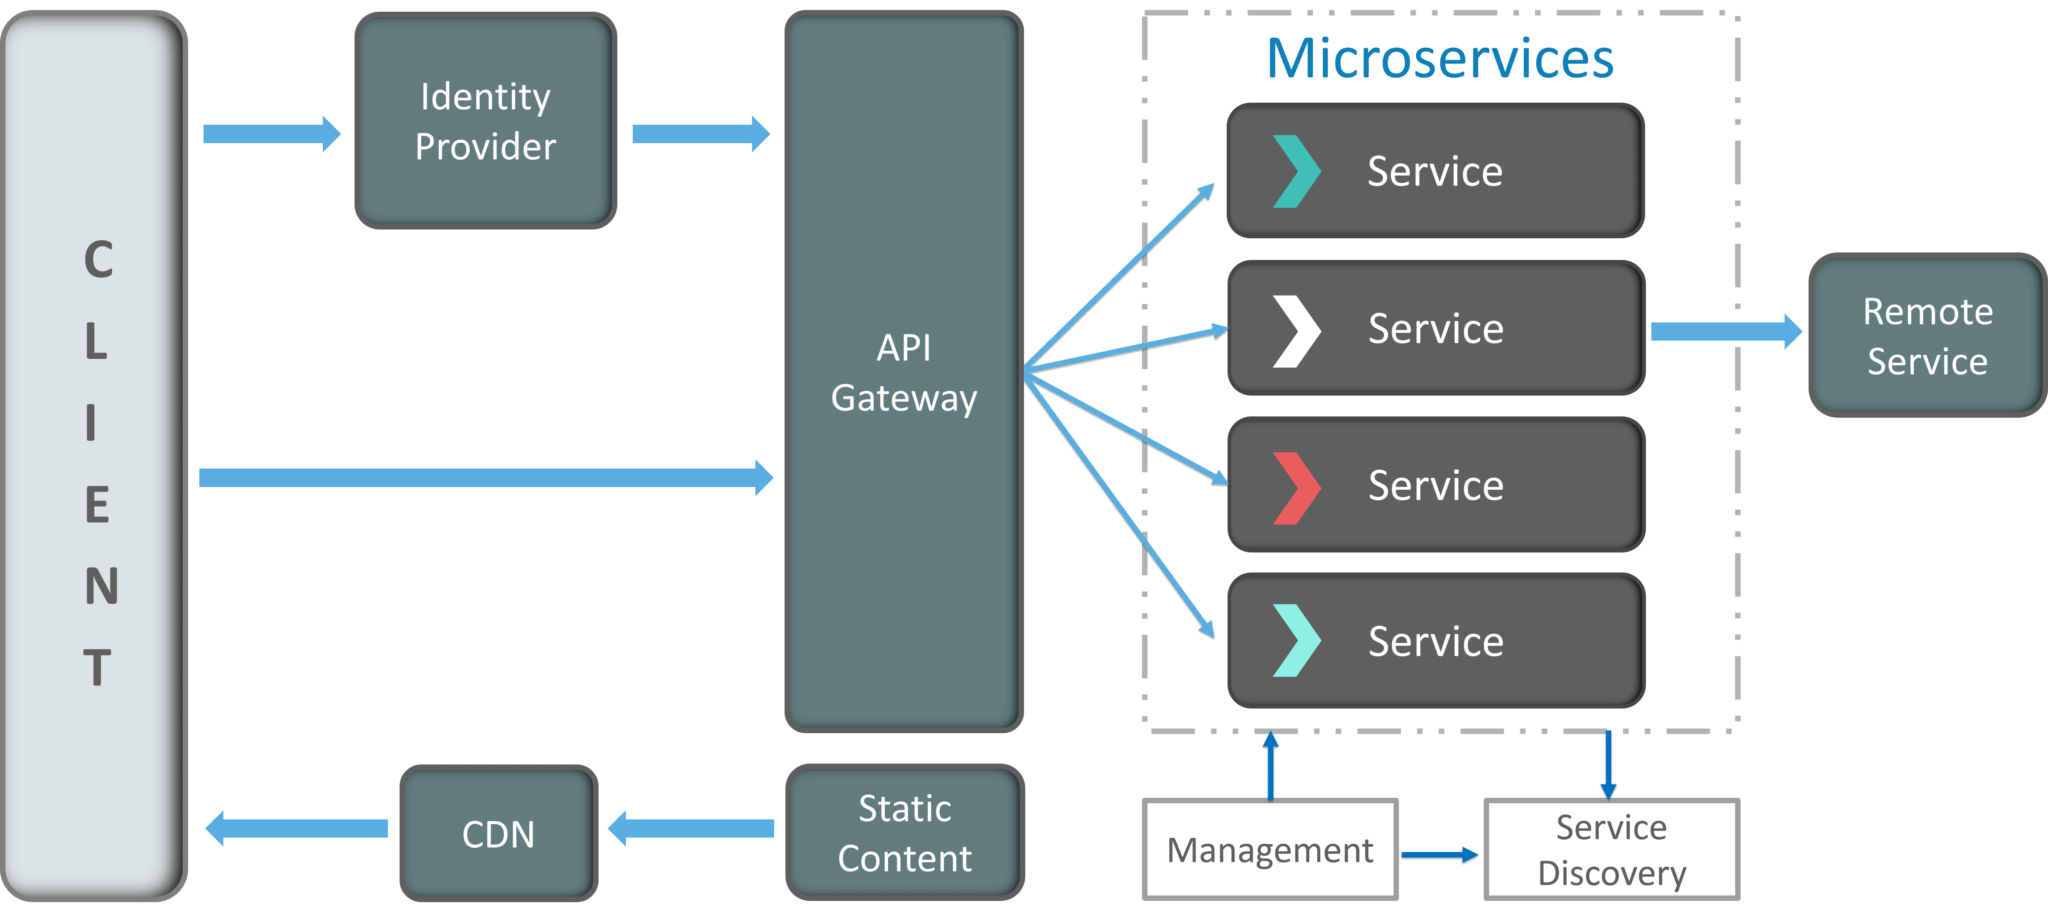 CLIENT
Identity
Provider
API
Gateway
Microservices
Service
Service
Service
Service
Remote
Service
CDN
Static
Content
Management
Service
Discovery